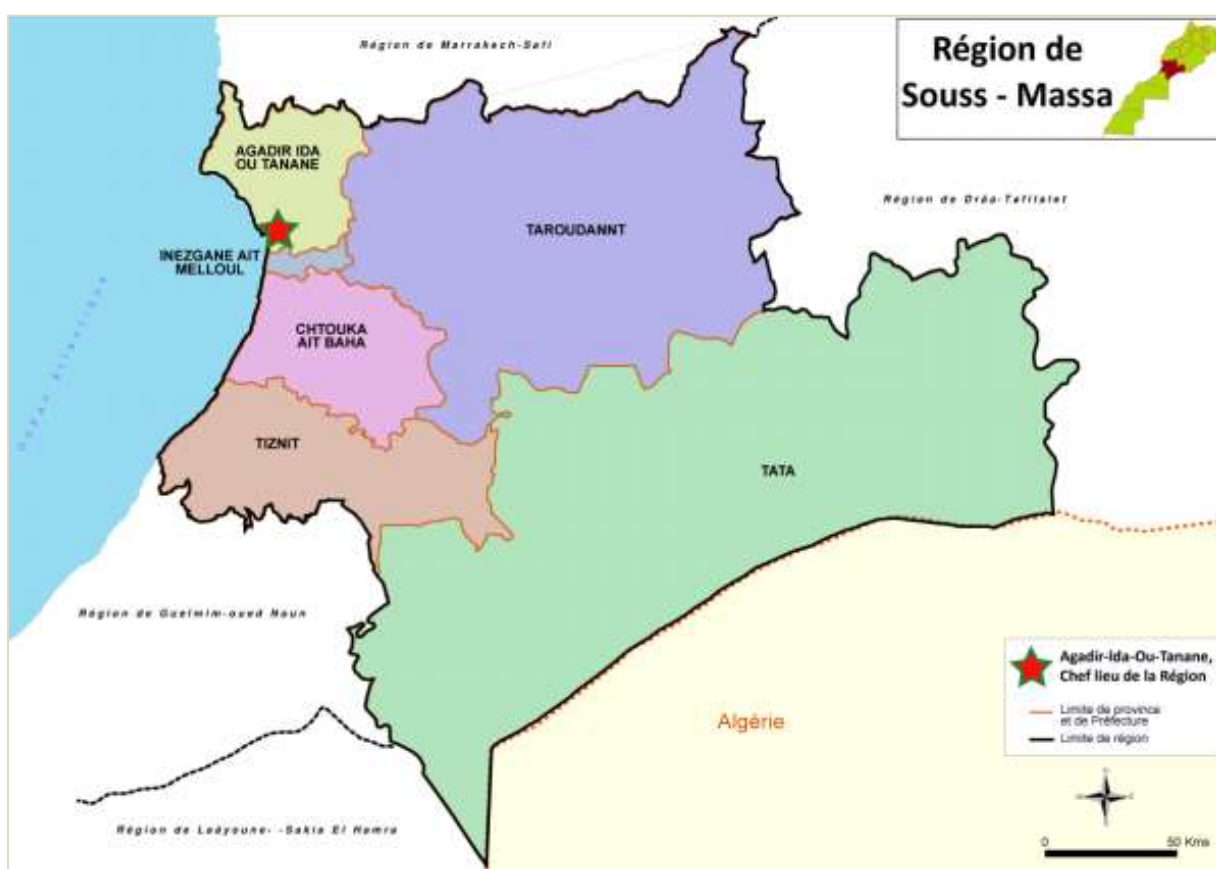 Région de Marrakech-Safi
Région de
Souss - Massa
AGADIR IDA
OU TANANE
Région de Drâa-Tafilalet
TAROUDANNT
INEZGANE AIT
MELLOUL
Océan Atlantique
CHTOUKA
AIT BAHA
TIZNIT
TATA
Région de Guelmim-oued Noun
Agadir-Ida-Ou-Tanane,
Chef lieu de la Région
Limite de province
et de Préfecture
Limite de région
Algérie
Région de Laâyoune- -Sakia El Hamra
0 50 Kms